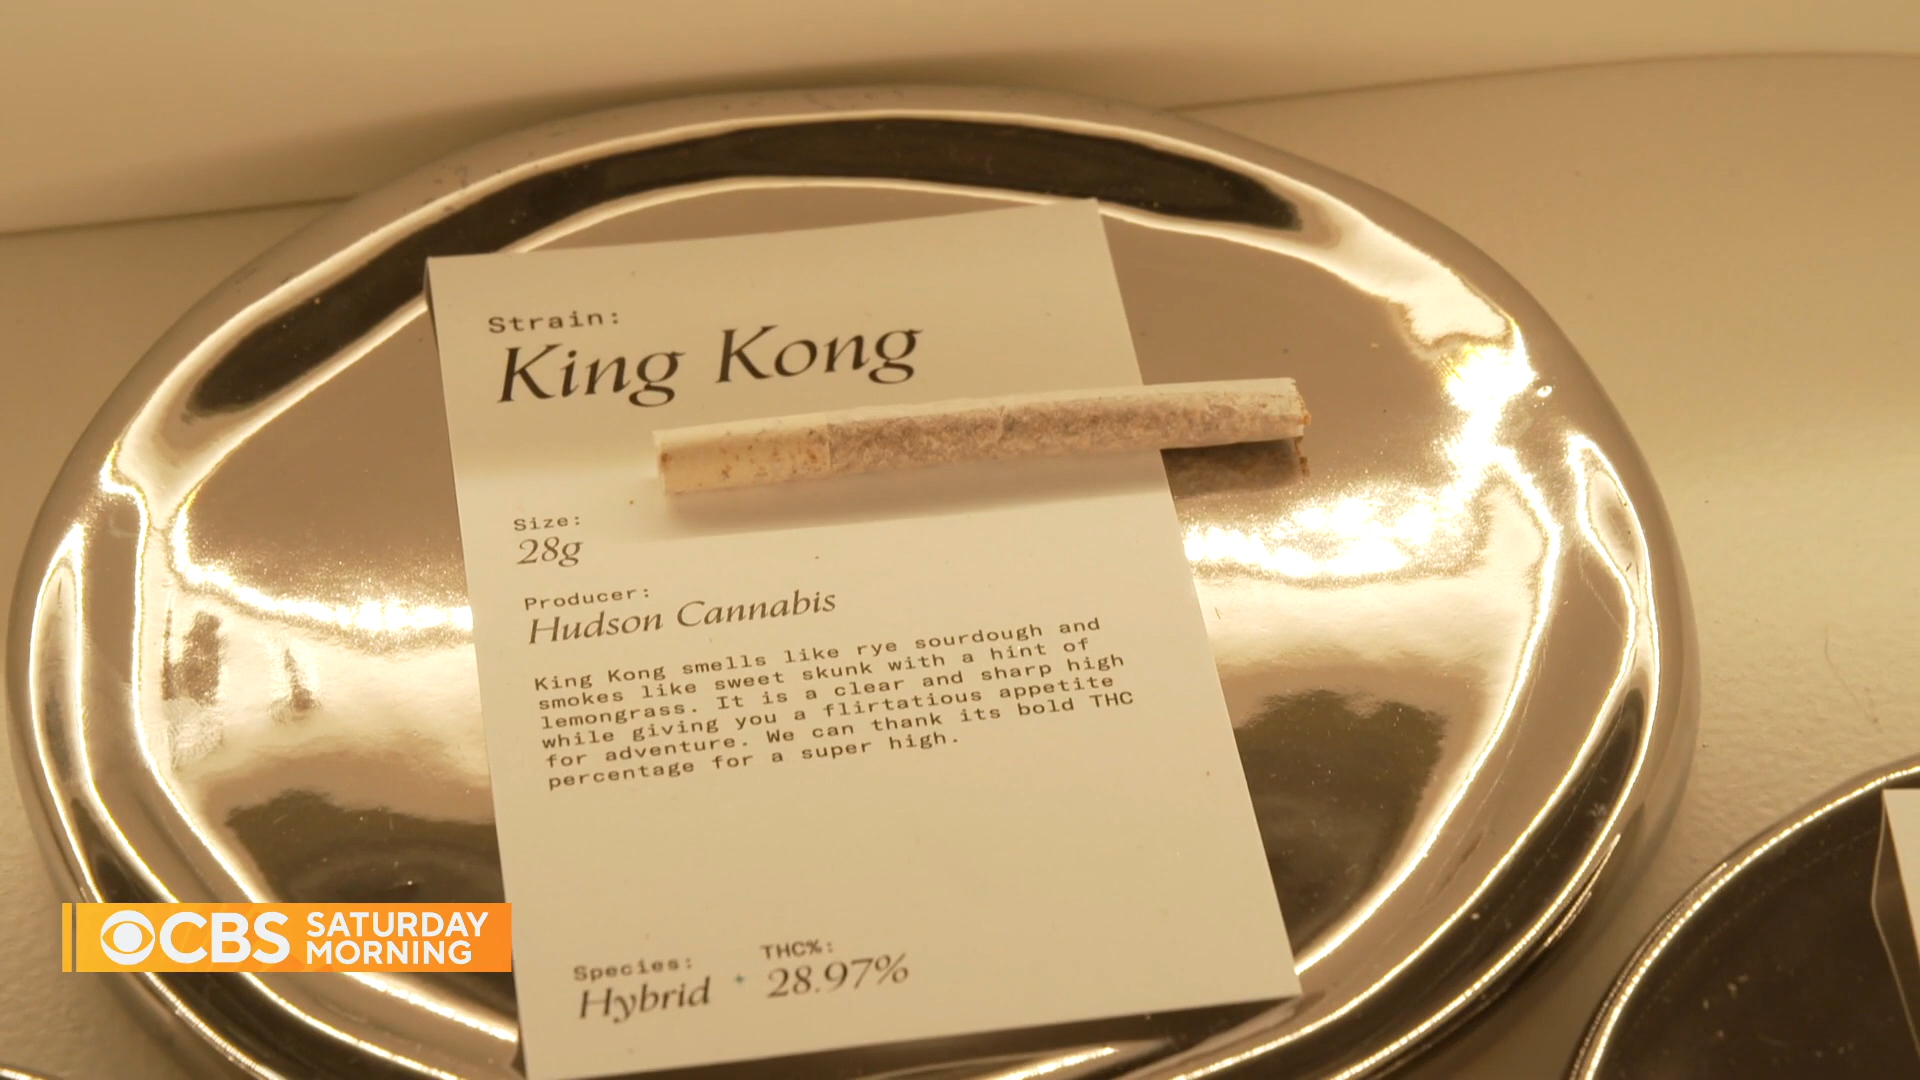 Strain:
King Kong
Size:
28g
Producer:
Hudson Cannabis
King Kong smells like rye sourdough and
smokes like sweet skunk with a hint of
lemongrass. It is a clear and sharp high
while giving you a flirtatious appetite
for adventure. We can thank its bold THC
percentage for a super high.
Species:
Hybrid
THC%:
28.97%
CBS SATURDAY
MORNING